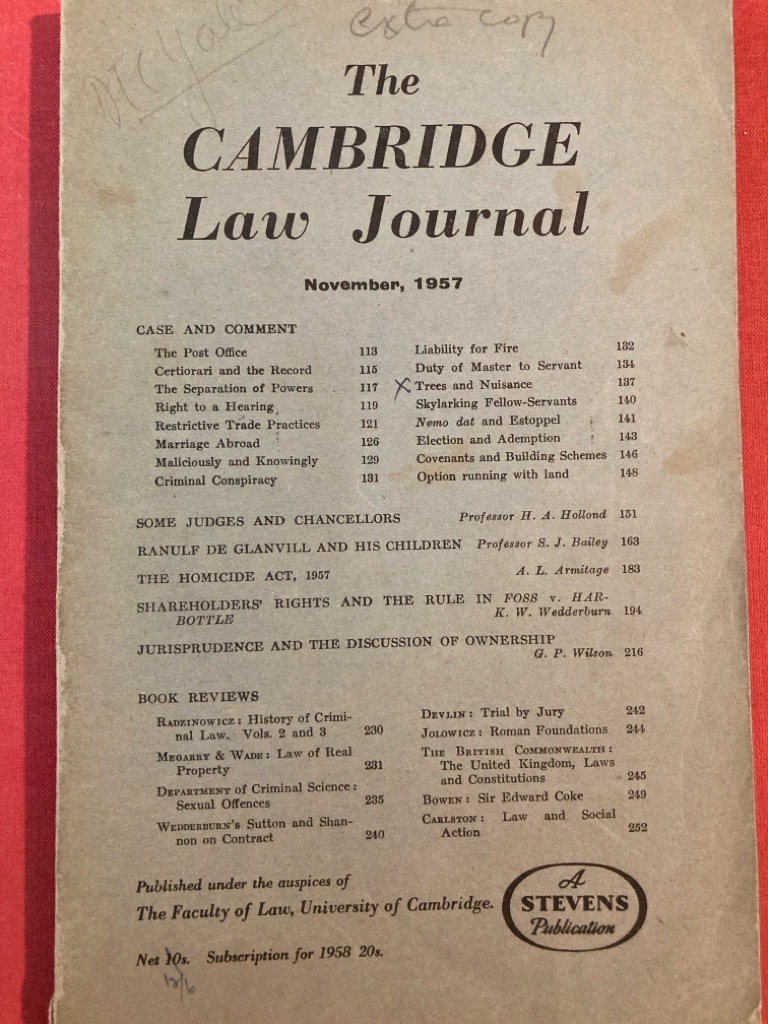 extra copy
The
CAMBRIDGE
Law Journal
November, 1957
CASE AND COMMENT
The Post Office 113
Certiorari and the Record 115
The Separation of Powers 117
Right to a Hearing 119
Restrictive Trade Practices 121
Marriage Abroad 126
Maliciously and Knowingly 129
Criminal Conspiracy 131
Liability for Fire 132
Duty of Master to Servant 134
X Trees and Nuisance 137
Skylarking Fellow-Servants 140
Nemo dat and Estoppel 141
Election and Ademption 143
Covenants and Building Schemes 146
Option running with land 148
SOME JUDGES AND CHANCELLORS Professor H. A. Hollond 151
RANULF DE GLANVILL AND HIS CHILDREN Professor S. J. Bailey 163
THE HOMICIDE ACT, 1957 A. L. Armitage 183
SHAREHOLDERS' RIGHTS AND THE RULE IN FOSS v. HAR-
BOTTLE K. W. Wedderburn 194
JURISPRUDENCE AND THE DISCUSSION OF OWNERSHIP
G. P. Wilson 216
BOOK REVIEWS
RADZINOWICZ: History of Crimi-
nal Law. Vols. 2 and 3 230
MEGARRY & WADE: Law of Real
Property 231
DEPARTMENT of Criminal Science:
Sexual Offences 235
WEDDERBURN'S Sutton and Shan-
non on Contract 240
DEVLIN: Trial by Jury 242
JOLOWICZ: Roman Foundations 244
THE BRITISH COMMONWEALTH:
The United Kingdom, Laws
and Constitutions 245
BOWEN: Sir Edward Coke 249
CARLSTON: Law and Social
Action 252
Published under the auspices of
The Faculty of Law, University of Cambridge.
A
STEVENS
Publication
Net 10s. Subscription for 1958 20s.
12/6